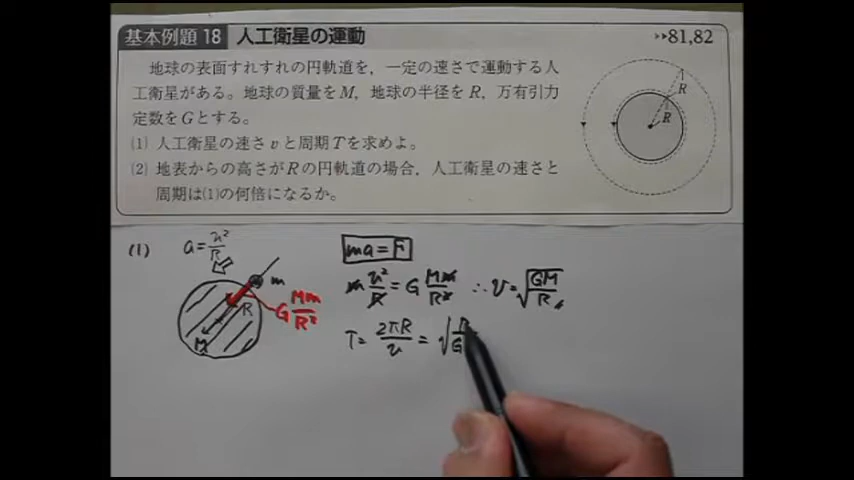 基本例題18 人工衛星の運動 >>81,82
地球の表面すれすれの円軌道を，一定の速さで運動する人
工衛星がある。地球の質量をM，地球の半径をR，万有引力
定数をGとする。
(1) 人工衛星の速さvと周期Tを求めよ。
(2) 地表からの高さがRの円軌道の場合，人工衛星の速さと
周期は(1)の何倍になるか。
R
R
(1) a=v²/R
ma=F
m v²/R = G Mm/R² ∴ v=√(GM/R)
m
R
G Mm/R²
M
T= 2πR/v = √(R/G